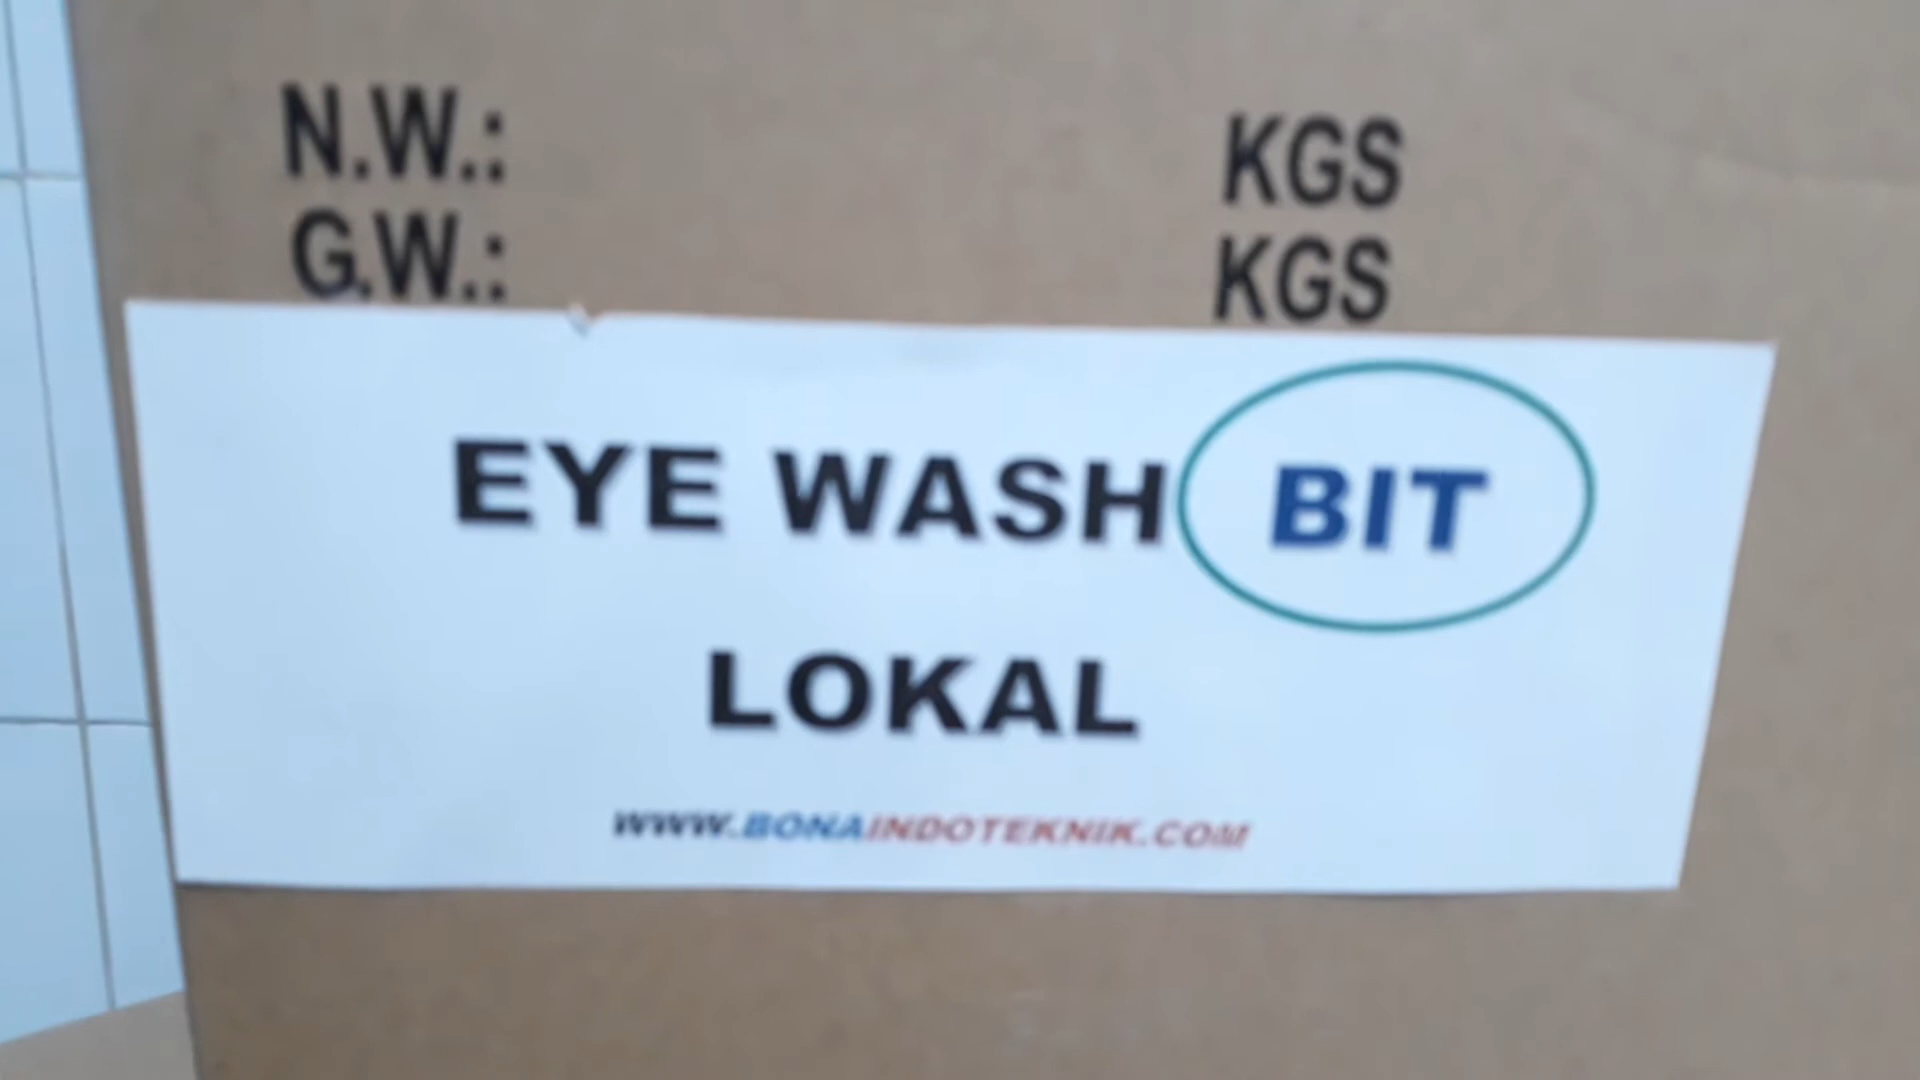 N.W.: KGS
G.W.: KGS
EYE WASH BIT
LOKAL
WWW.BONAINDOTEKNIK.COM